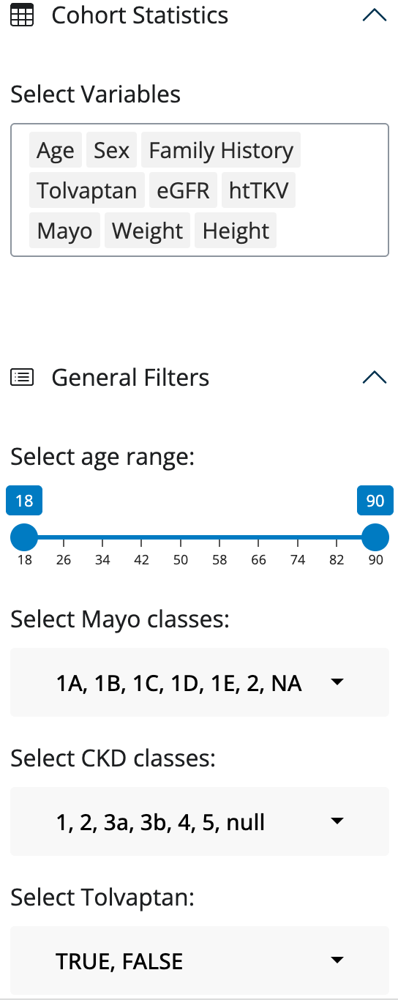 Cohort Statistics
Select Variables
Age Sex Family History
Tolvaptan eGFR htTKV
Mayo Weight Height
General Filters
Select age range:
18 90
18 26 34 42 50 58 66 74 82 90
Select Mayo classes:
1A, 1B, 1C, 1D, 1E, 2, NA
Select CKD classes:
1, 2, 3a, 3b, 4, 5, null
Select Tolvaptan:
TRUE, FALSE